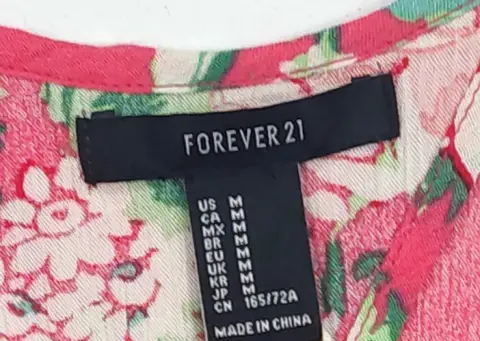 FOREVER 21
US M
CA M
MX M
BR M
EU M
UK M
KR M
JP M
CN 165/72A
MADE IN CHINA